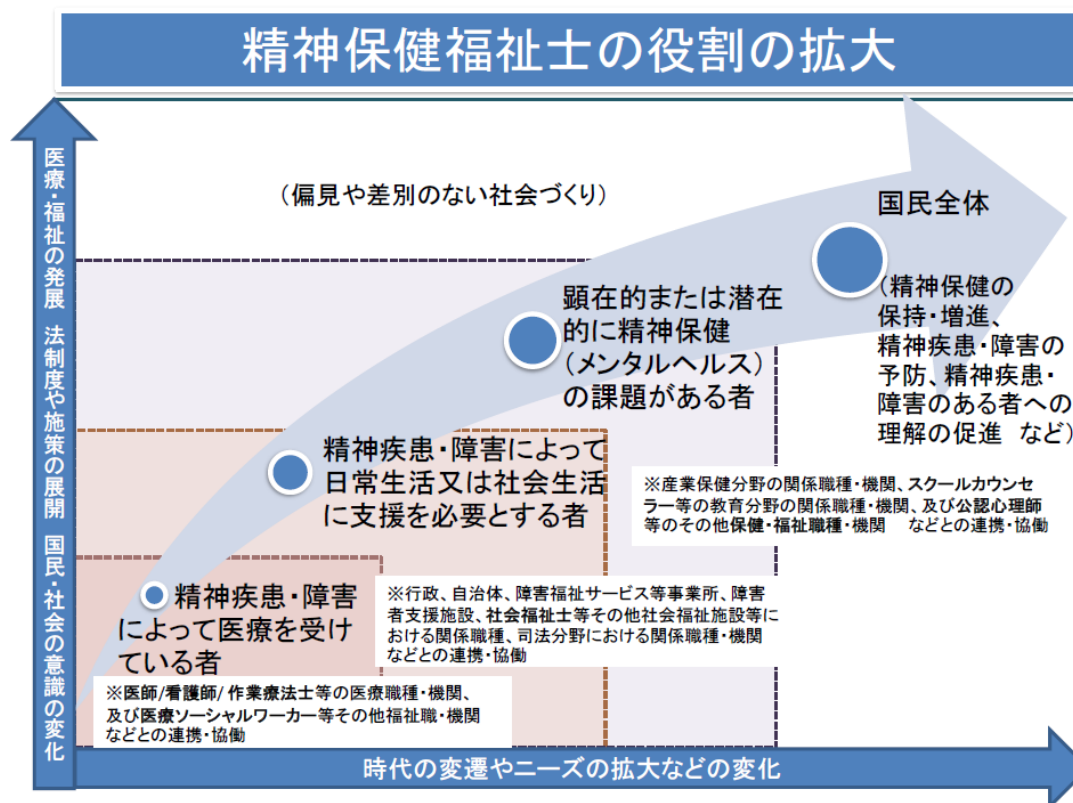 精神保健福祉士の役割の拡大
医療・福祉の発展 法制度や施策の展開 国民・社会の意識の変化
（偏見や差別のない社会づくり）
国民全体
（精神保健の
保持・増進、
精神疾患・障害の
予防、精神疾患・
障害のある者への
理解の促進 など）
顕在的または潜在
的に精神保健
（メンタルヘルス）
の課題がある者
精神疾患・障害によって
日常生活又は社会生活
に支援を必要とする者
※産業保健分野の関係職種・機関、スクールカウンセ
ラー等の教育分野の関係職種・機関、及び公認心理師
等のその他保健・福祉職種・機関 などとの連携・協働
精神疾患・障害
によって医療を受け
ている者
※行政、自治体、障害福祉サービス等事業所、障害
者支援施設、社会福祉士等その他社会福祉施設等に
おける関係職種、司法分野における関係職種・機関
などとの連携・協働
※医師/看護師/ 作業療法士等の医療職種・機関、
及び医療ソーシャルワーカー等その他福祉職・機関
などとの連携・協働
時代の変遷やニーズの拡大などの変化